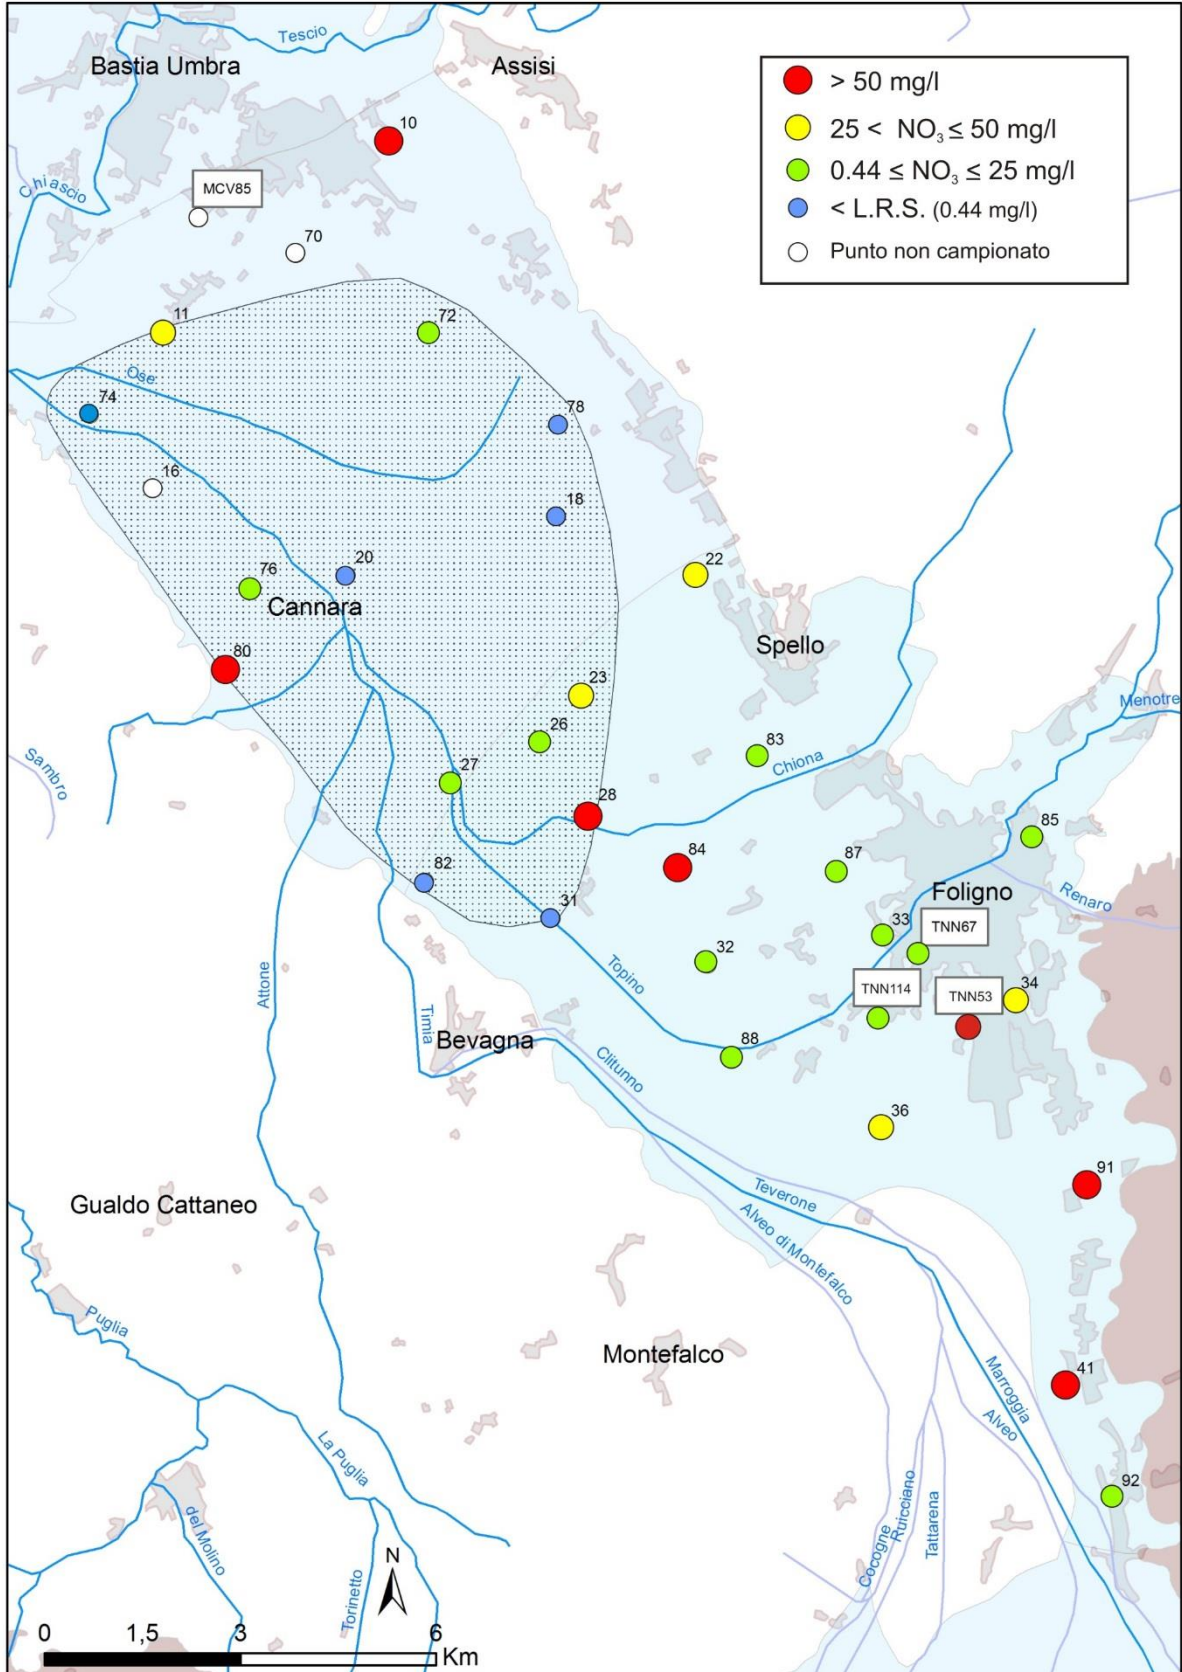 Tescio
Bastia Umbra
Assisi
> 50 mg/l
25 < NO₃ ≤ 50 mg/l
0.44 ≤ NO₃ ≤ 25 mg/l
< L.R.S. (0.44 mg/l)
Punto non campionato
10
Chiascio
MCV85
70
11
72
Ose
74
78
16
18
20
22
76
Cannara
Spello
80
23
Menotre
26
83
Chiona
Sambro
27
28
85
84
87
82
Foligno
Renaro
31
33
TNN67
32
Topino
TNN114
TNN53
34
Attone
Timia
Bevagna
88
Clitunno
36
91
Teverone
Gualdo Cattaneo
Alveo di Montefalco
Puglia
Montefalco
41
Marroggia
Alveo
La Puglia
92
del Molino
Cocogne
Ruicciano
Tattarena
N
Torinetto
0 1,5 3 6
Km